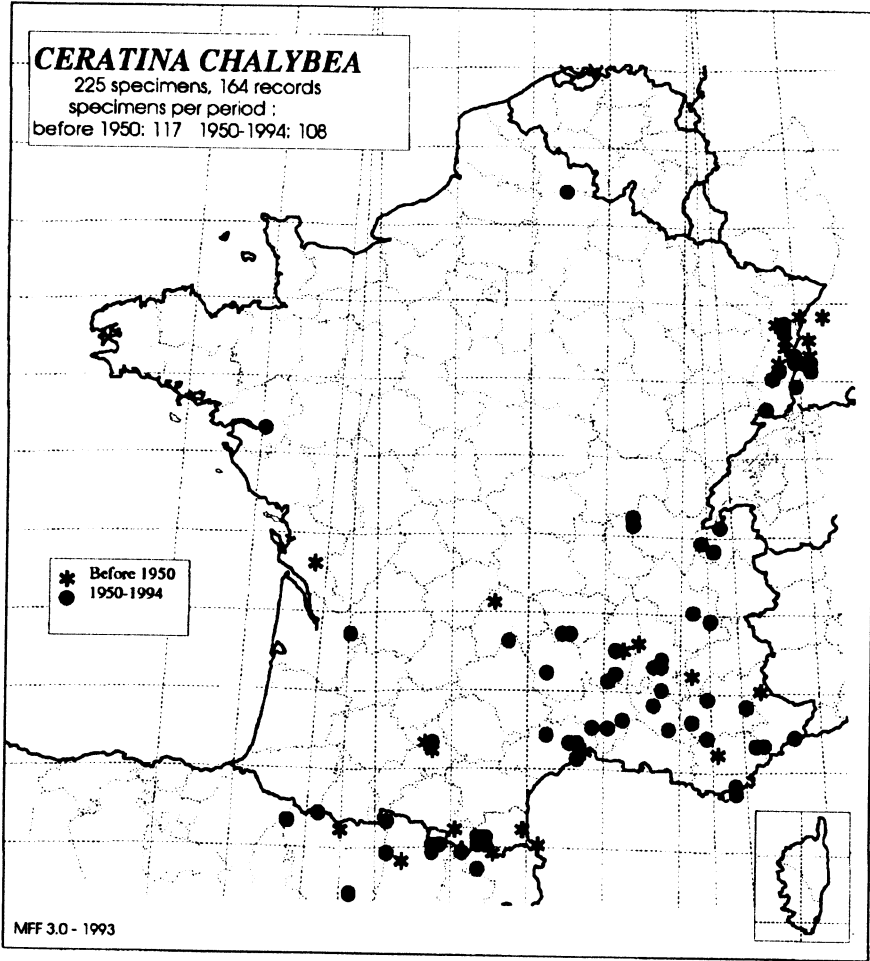 CERATINA CHALYBEA
225 specimens, 164 records
specimens per period :
before 1950: 117 1950-1994: 108
Before 1950
1950-1994
MFF 3.0 - 1993